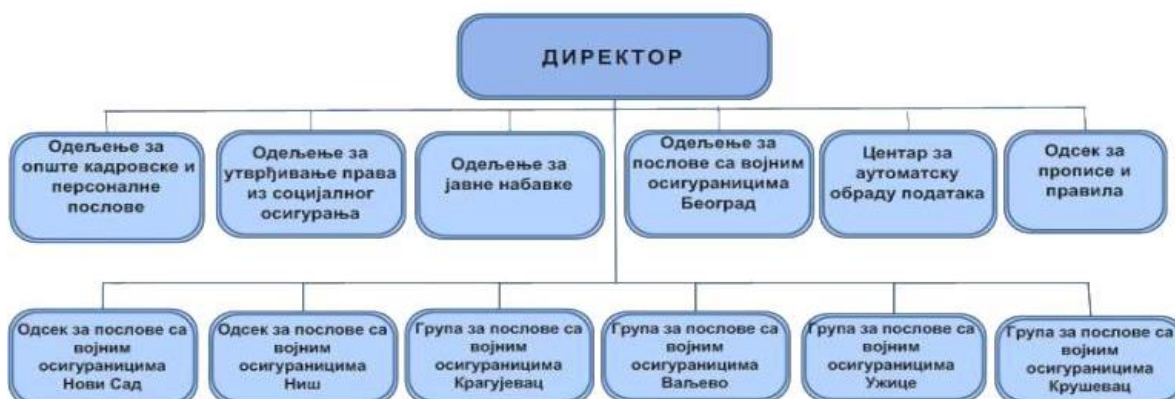 ДИРЕКТОР
Одељење за
опште кадровске и
персоналне
послове
Одељење за
утврђивање права
из социјалног
осигурања
Одељење за
јавне набавке
Одељење за
послове са војним
осигураницима
Београд
Центар за
аутоматску
обраду података
Одсек за
прописе и
правила
Одсек за послове са
војним
осигураницима
Нови Сад
Одсек за послове са
војним
осигураницима
Ниш
Група за послове са
војним
осигураницима
Крагујевац
Група за послове са
војним
осигураницима
Ваљево
Група за послове са
војним
осигураницима
Ужице
Група за послове са
војним
осигураницима
Крушевац